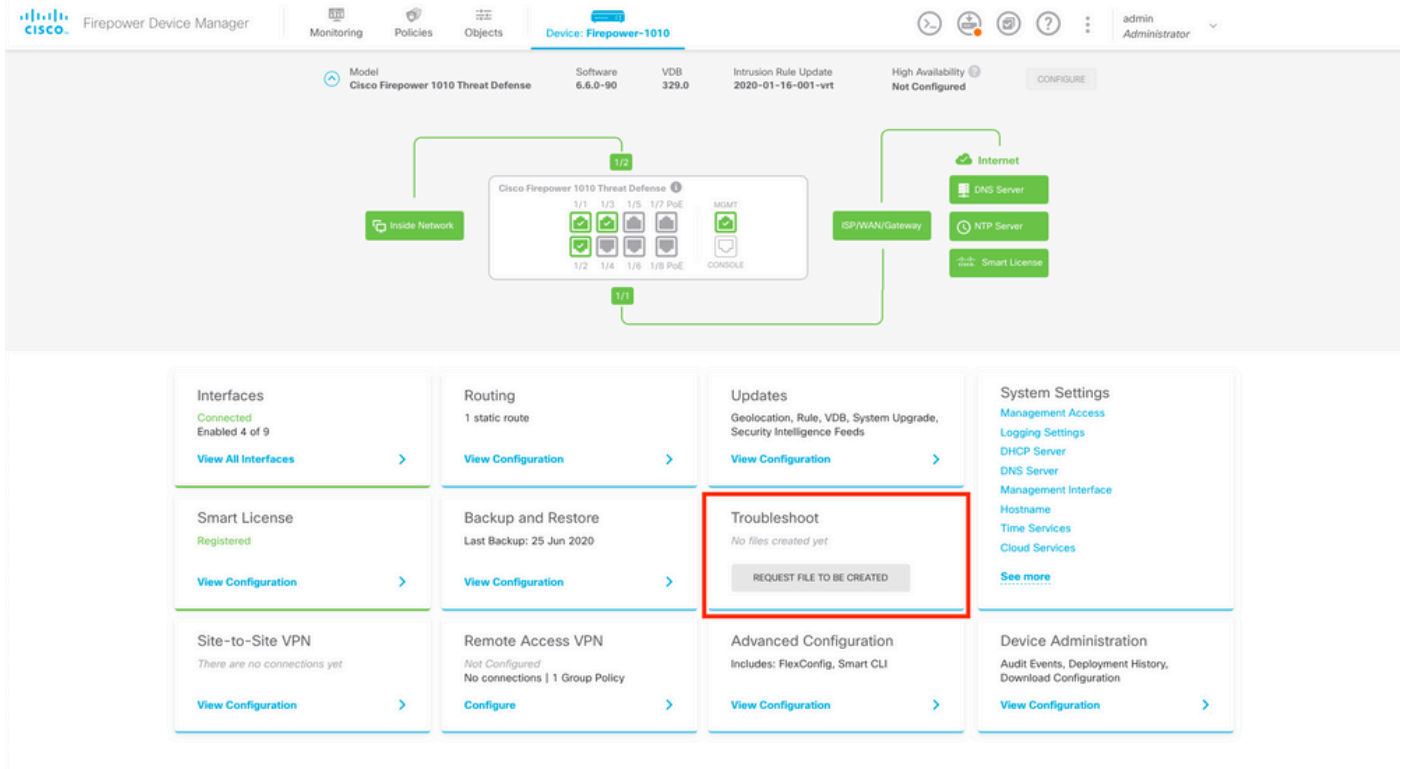 CISCO
Firepower Device Manager
Monitoring
Policies
Objects
Device: Firepower-1010
admin
Administrator
Model
Cisco Firepower 1010 Threat Defense
Software
6.6.0-90
VDB
329.0
Intrusion Rule Update
2020-01-16-001-vrt
High Availability
Not Configured
CONFIGURE
1/2
Internet
Cisco Firepower 1010 Threat Defense
DNS Server
1/1 1/3 1/5 1/7 PoE
MGMT
Inside Network
ISP/WAN/Gateway
NTP Server
Smart License
1/2 1/4 1/6 1/8 PoE
CONSOLE
1/1
Interfaces
Connected
Enabled 4 of 9
View All Interfaces
Routing
1 static route
View Configuration
Updates
Geolocation, Rule, VDB, System Upgrade,
Security Intelligence Feeds
View Configuration
System Settings
Management Access
Logging Settings
DHCP Server
DNS Server
Management Interface
Hostname
Time Services
Cloud Services
See more
Smart License
Registered
View Configuration
Backup and Restore
Last Backup: 25 Jun 2020
View Configuration
Troubleshoot
No files created yet
REQUEST FILE TO BE CREATED
Site-to-Site VPN
There are no connections yet
View Configuration
Remote Access VPN
Not Configured
No connections | 1 Group Policy
Configure
Advanced Configuration
Includes: FlexConfig, Smart CLI
View Configuration
Device Administration
Audit Events, Deployment History,
Download Configuration
View Configuration